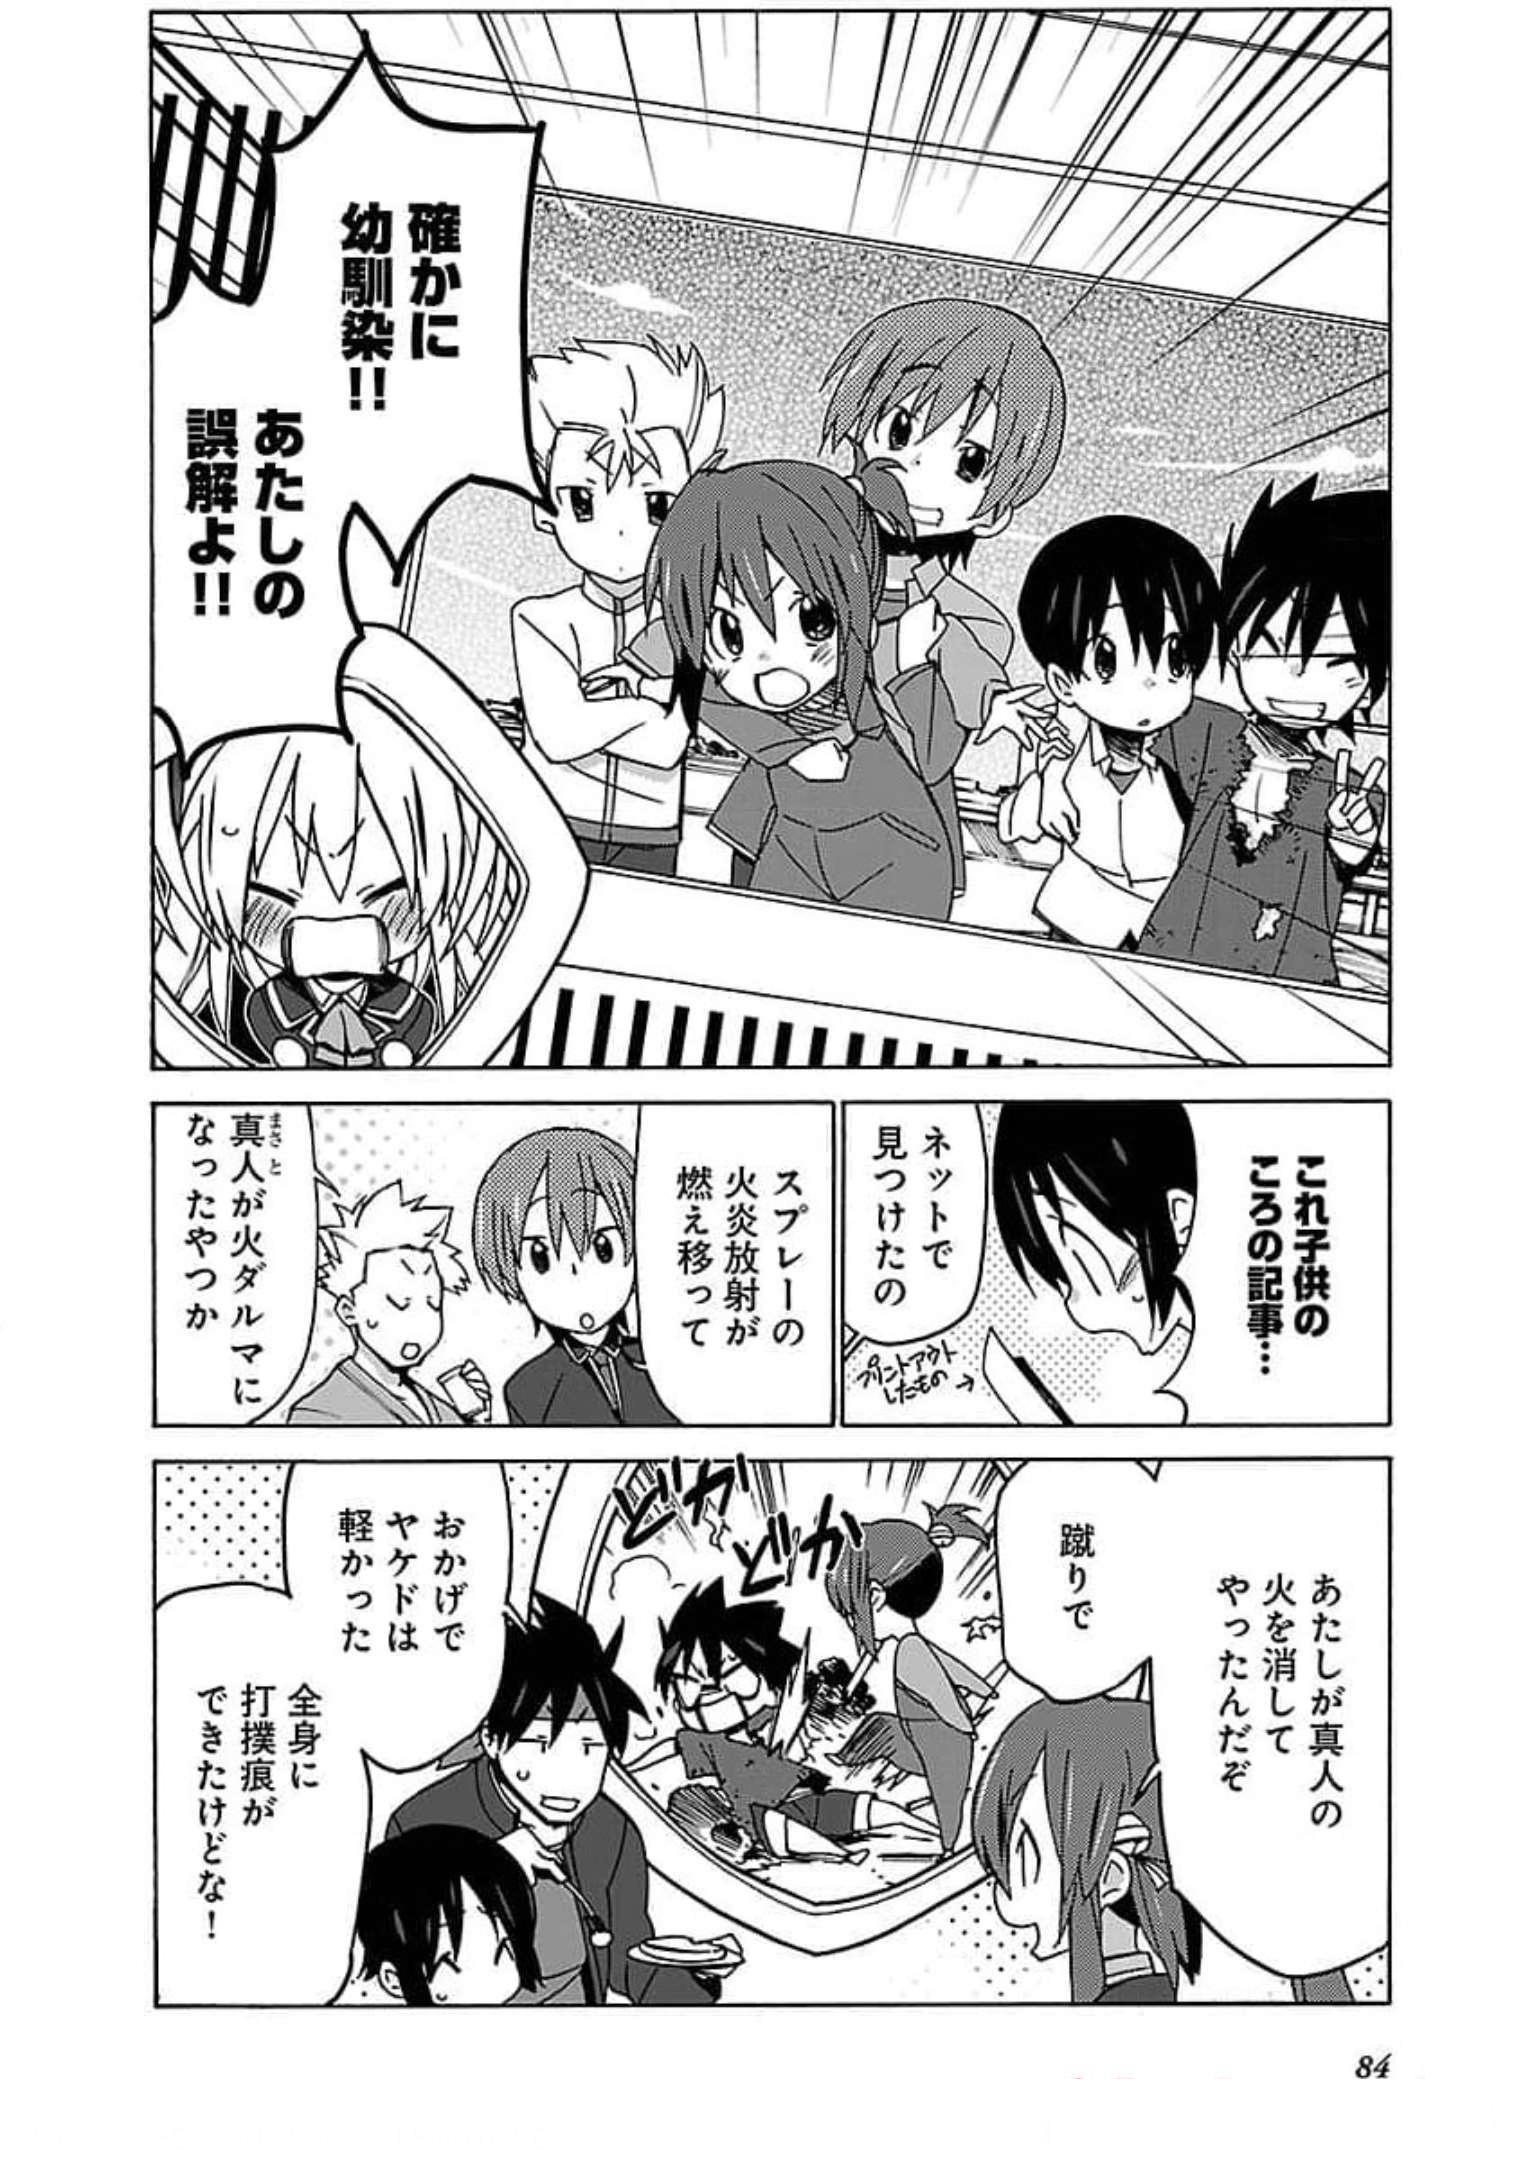 確かに
幼馴染!!
あたしの
誤解よ!!
これ子供の
ころの記事…
ネットで
見つけたの
プリントアウト
したもの→
スプレーの
火炎放射が
燃え移って
真人が火ダルマに
まさと
なったやつか
あたしが真人の
火を消して
やったんだぞ
蹴りで
ドカ
ドカ
おかげで
ヤケドは
軽かった
全身に
打撲痕が
できたけどな!
84